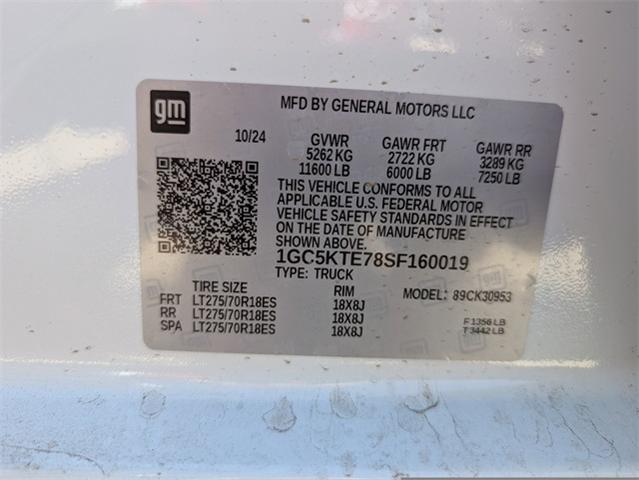 gm
MFD BY GENERAL MOTORS LLC
10/24 GVWR GAWR FRT GAWR RR
5262 KG 2722 KG 3289 KG
11600 LB 6000 LB 7250 LB
THIS VEHICLE CONFORMS TO ALL
APPLICABLE U.S. FEDERAL MOTOR
VEHICLE SAFETY STANDARDS IN EFFECT
ON THE DATE OF MANUFACTURE
SHOWN ABOVE.
1GC5KTE78SF160019
TYPE: TRUCK
TIRE SIZE RIM MODEL: 89CK30953
FRT LT275/70R18ES 18X8J
RR LT275/70R18ES 18X8J
SPA LT275/70R18ES 18X8J
F 1356 LB
T 3442 LB